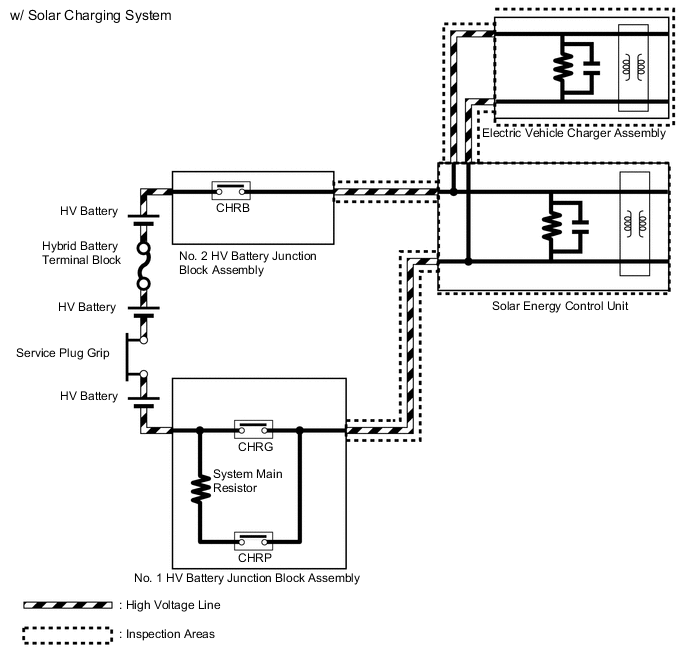 w/ Solar Charging System
Electric Vehicle Charger Assembly
HV Battery
CHRB
Hybrid Battery
Terminal Block
No. 2 HV Battery Junction
Block Assembly
HV Battery
Solar Energy Control Unit
Service Plug Grip
HV Battery
CHRG
System Main
Resistor
CHRP
No. 1 HV Battery Junction Block Assembly
: High Voltage Line
: Inspection Areas